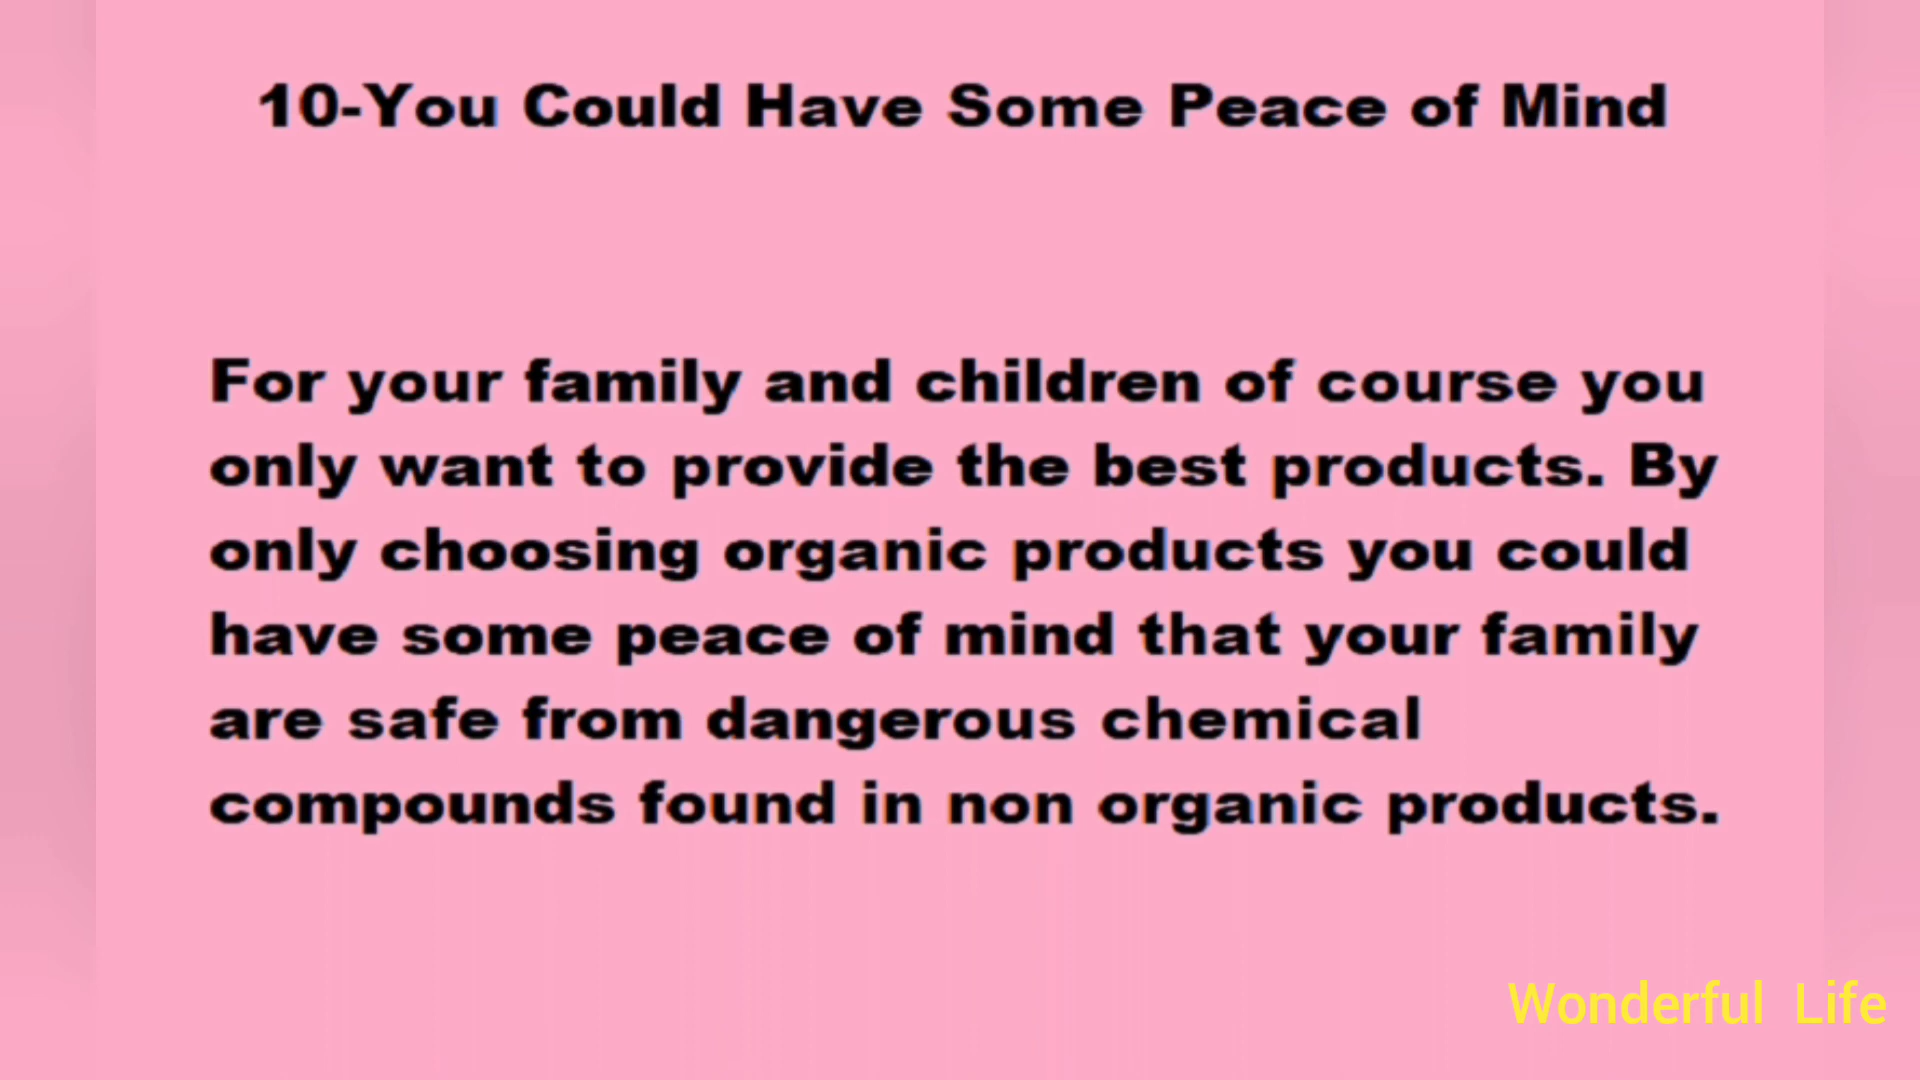 10-You Could Have Some Peace of Mind
For your family and children of course you
only want to provide the best products. By
only choosing organic products you could
have some peace of mind that your family
are safe from dangerous chemical
compounds found in non organic products.
Wonderful Life